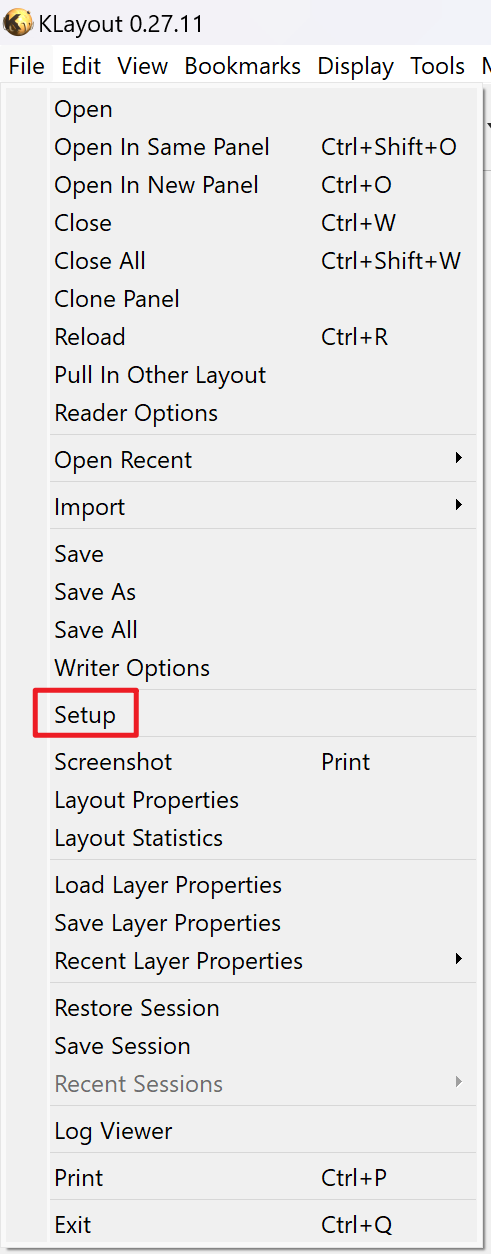 KLayout 0.27.11
File Edit View Bookmarks Display Tools
Open
Open In Same Panel Ctrl+Shift+O
Open In New Panel Ctrl+O
Close Ctrl+W
Close All Ctrl+Shift+W
Clone Panel
Reload Ctrl+R
Pull In Other Layout
Reader Options
Open Recent
Import
Save
Save As
Save All
Writer Options
Setup
Screenshot Print
Layout Properties
Layout Statistics
Load Layer Properties
Save Layer Properties
Recent Layer Properties
Restore Session
Save Session
Recent Sessions
Log Viewer
Print Ctrl+P
Exit Ctrl+Q